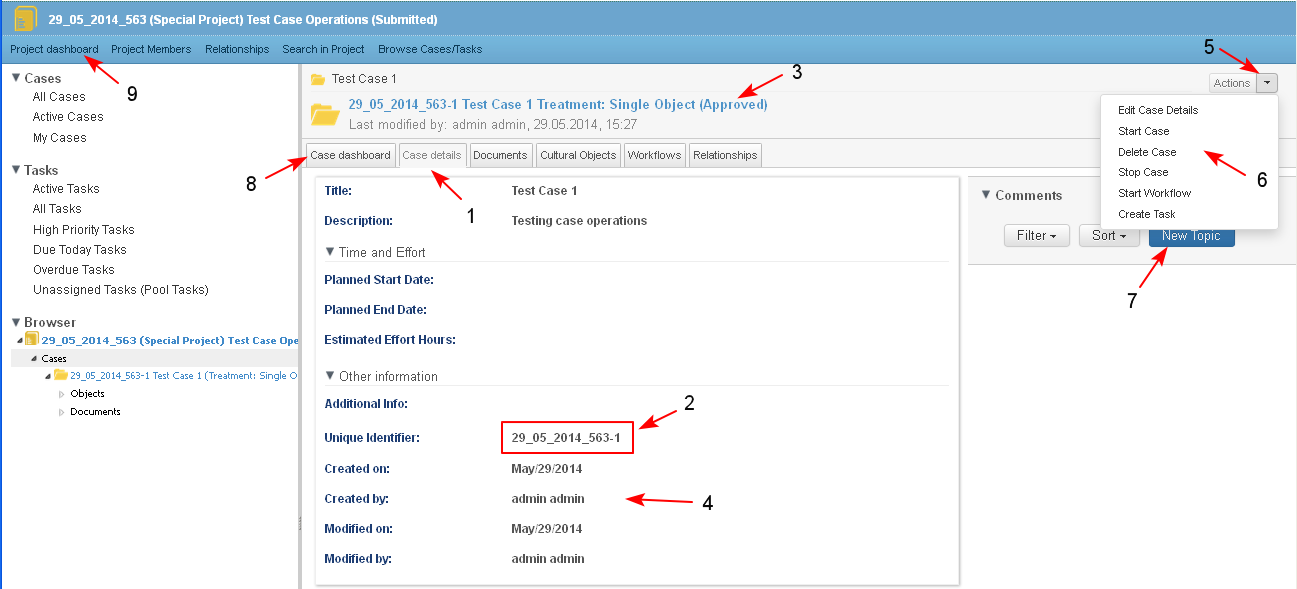 29_05_2014_563 (Special Project) Test Case Operations (Submitted)
Project dashboard Project Members Relationships Search in Project Browse Cases/Tasks
9
Cases
All Cases
Active Cases
My Cases
Tasks
Active Tasks
All Tasks
High Priority Tasks
Due Today Tasks
Overdue Tasks
Unassigned Tasks (Pool Tasks)
Browser
29_05_2014_563 (Special Project) Test Case Ope
Cases
29_05_2014_563-1 Test Case 1 (Treatment: Single O
Objects
Documents
Test Case 1
3
29_05_2014_563-1 Test Case 1 Treatment: Single Object (Approved)
Last modified by: admin admin, 29.05.2014, 15:27
8
Case dashboard Case details Documents Cultural Objects Workflows Relationships
1
Title: Test Case 1
Description: Testing case operations
Time and Effort
Planned Start Date:
Planned End Date:
Estimated Effort Hours:
Other information
Additional Info:
2
Unique Identifier: 29_05_2014_563-1
Created on: May/29/2014
Created by: admin admin
4
Modified on: May/29/2014
Modified by: admin admin
5
Actions
Edit Case Details
Start Case
Delete Case
Stop Case
Start Workflow
Create Task
6
Comments
Filter Sort New Topic
7